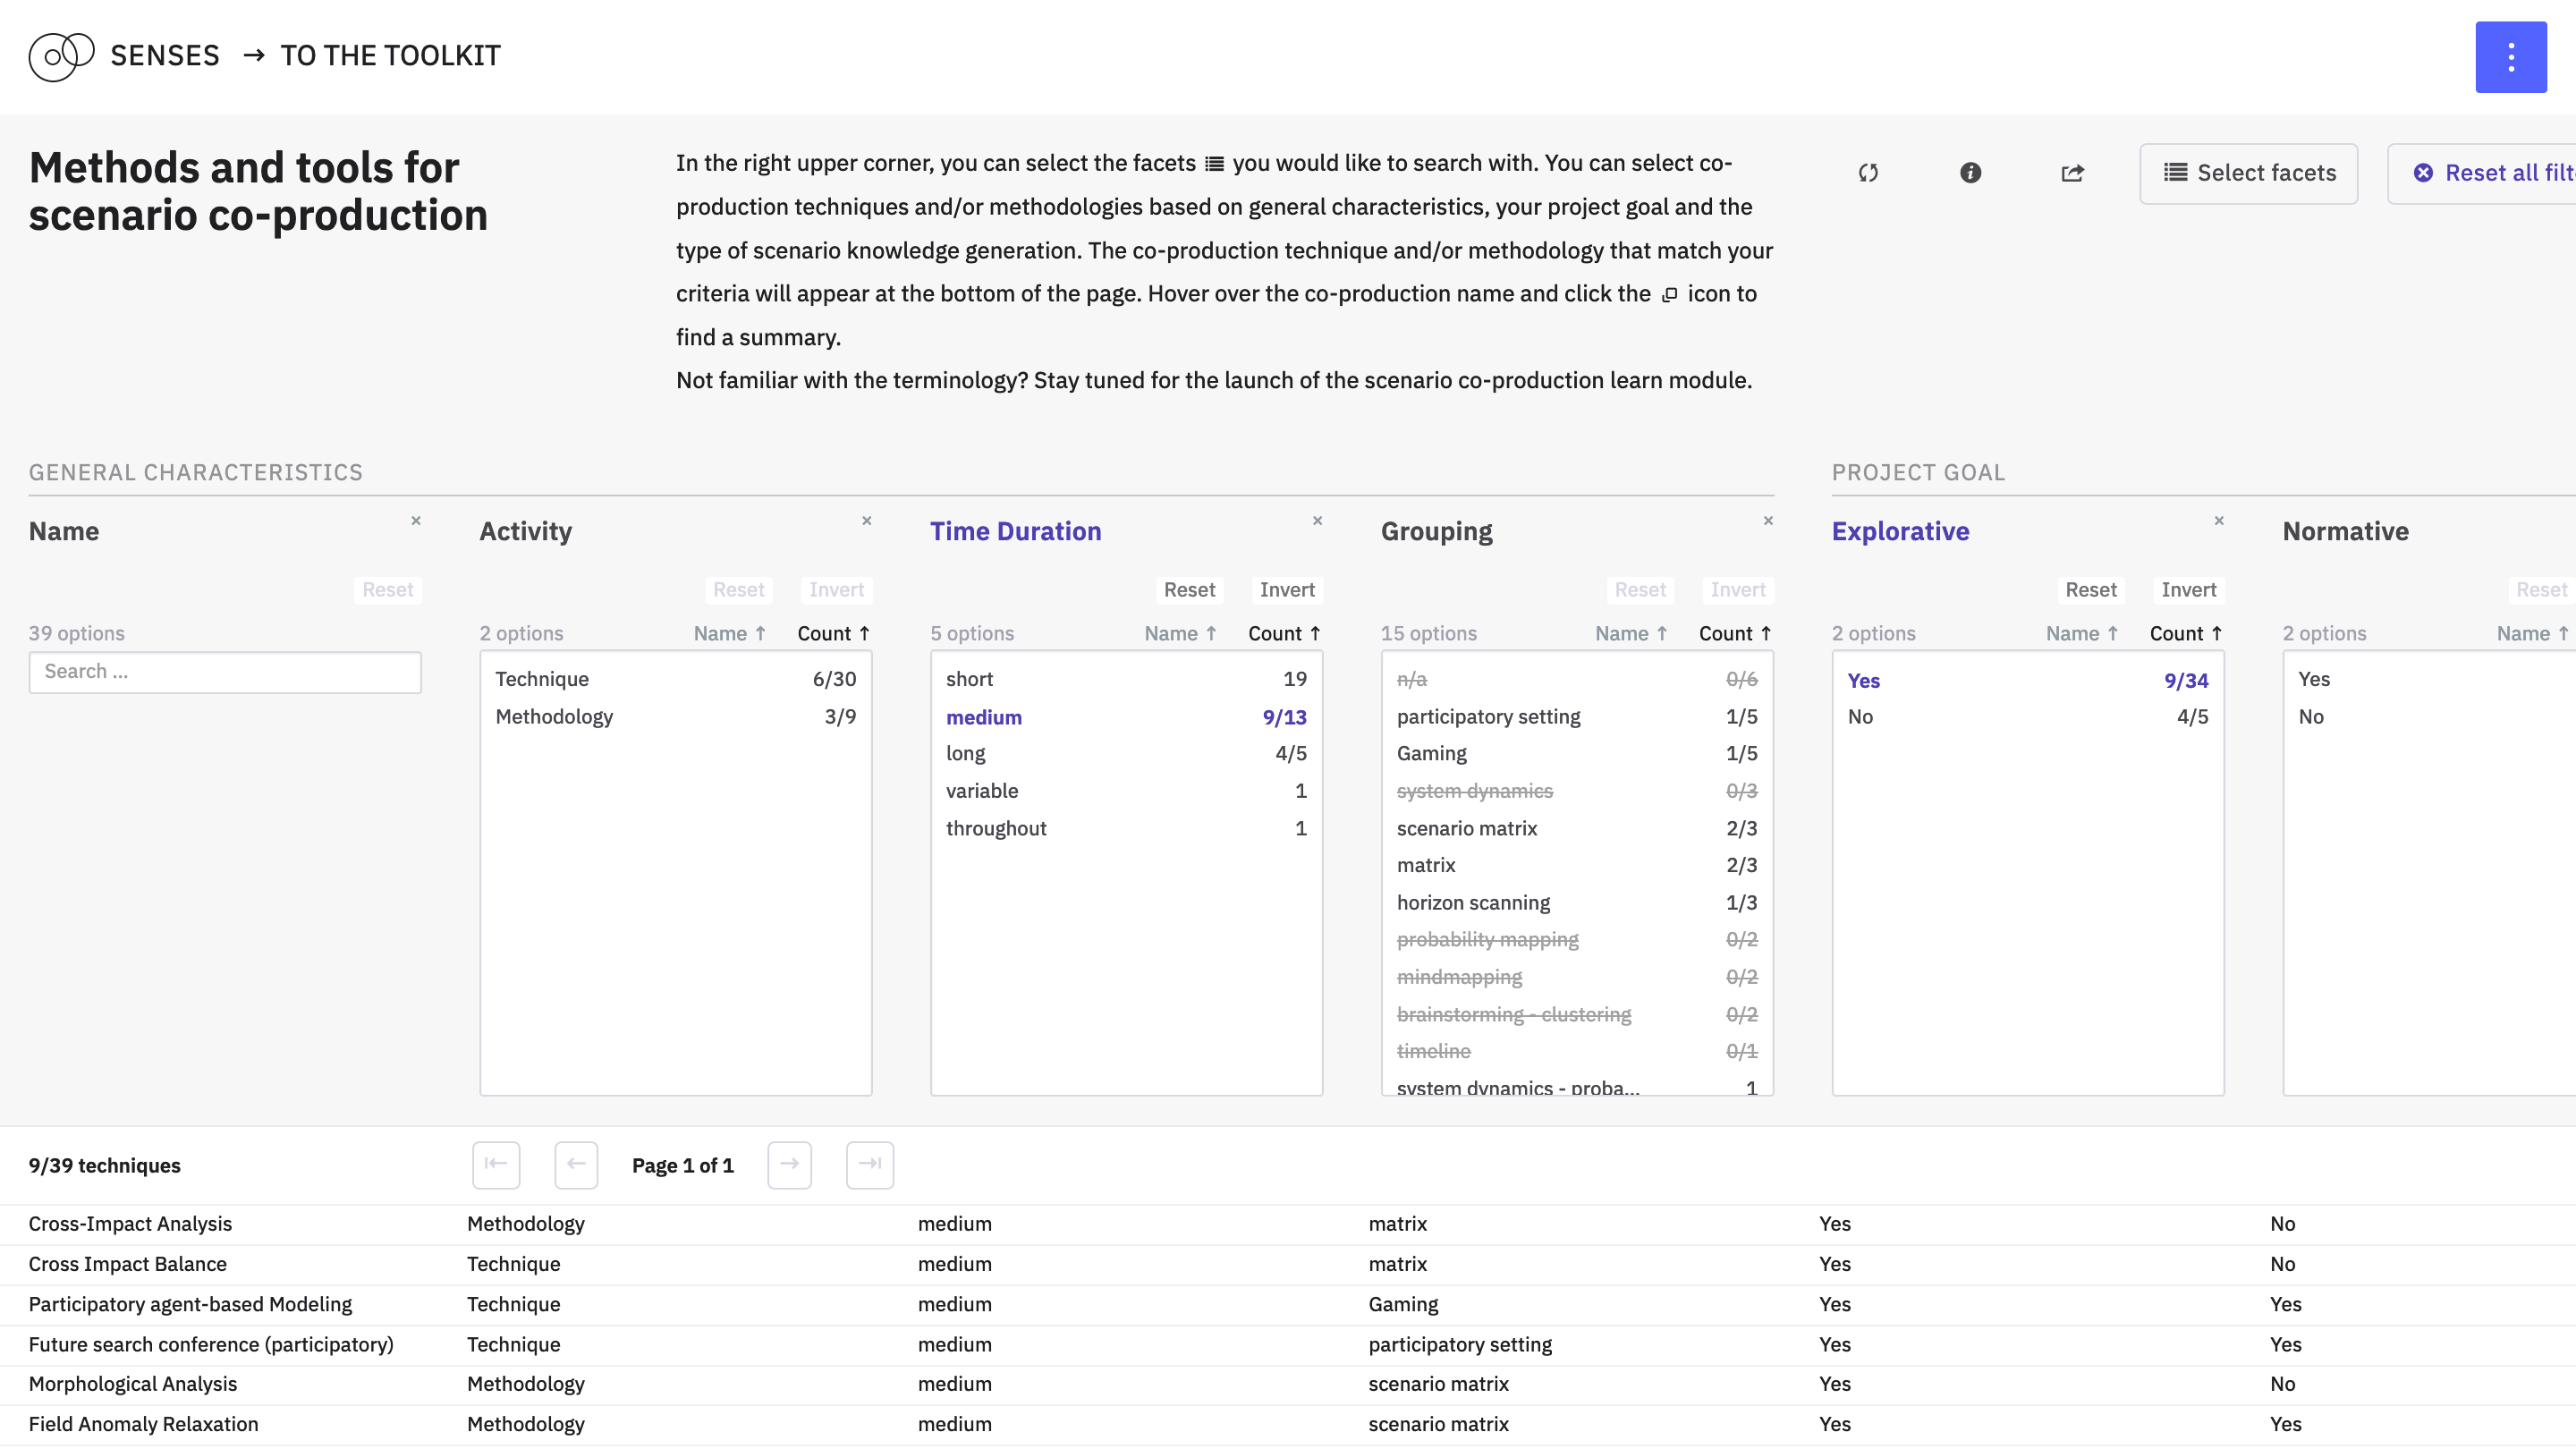 SENSES → TO THE TOOLKIT
Methods and tools for
scenario co-production
In the right upper corner, you can select the facets you would like to search with. You can select co-
production techniques and/or methodologies based on general characteristics, your project goal and the
type of scenario knowledge generation. The co-production technique and/or methodology that match your
criteria will appear at the bottom of the page. Hover over the co-production name and click the icon to
find a summary.
Not familiar with the terminology? Stay tuned for the launch of the scenario co-production learn module.
Select facets
Reset all filt
GENERAL CHARACTERISTICS
PROJECT GOAL
Name ×
Reset
39 options
Search ...
Activity ×
Reset Invert
2 options Name ↑ Count ↑
Technique 6/30
Methodology 3/9
Time Duration ×
Reset Invert
5 options Name ↑ Count ↑
short 19
medium 9/13
long 4/5
variable 1
throughout 1
Grouping ×
Reset Invert
15 options Name ↑ Count ↑
n/a 0/6
participatory setting 1/5
Gaming 1/5
system dynamics 0/3
scenario matrix 2/3
matrix 2/3
horizon scanning 1/3
probability mapping 0/2
mindmapping 0/2
brainstorming - clustering 0/2
timeline 0/1
system dynamics - proba... 1
Explorative ×
Reset Invert
2 options Name ↑ Count ↑
Yes 9/34
No 4/5
Normative
Reset
2 options Name ↑
Yes
No
9/39 techniques Page 1 of 1
Cross-Impact Analysis Methodology medium matrix Yes No
Cross Impact Balance Technique medium matrix Yes No
Participatory agent-based Modeling Technique medium Gaming Yes Yes
Future search conference (participatory) Technique medium participatory setting Yes Yes
Morphological Analysis Methodology medium scenario matrix Yes No
Field Anomaly Relaxation Methodology medium scenario matrix Yes Yes